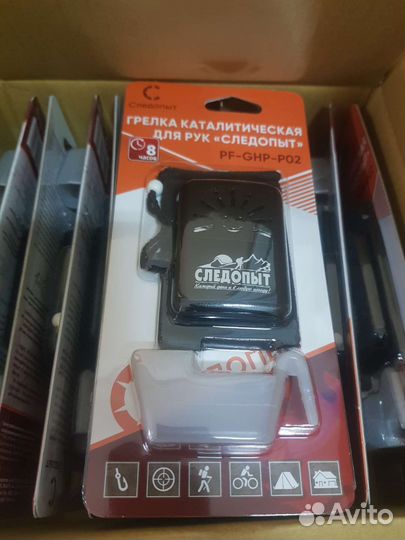 СЛЕДОПЫТ
ГРЕЛКА КАТАЛИТИЧЕСКАЯ
ДЛЯ РУК «СЛЕДОПЫТ»
8
часов
PF-GHP-P02
СЛЕДОПЫТ
Avito